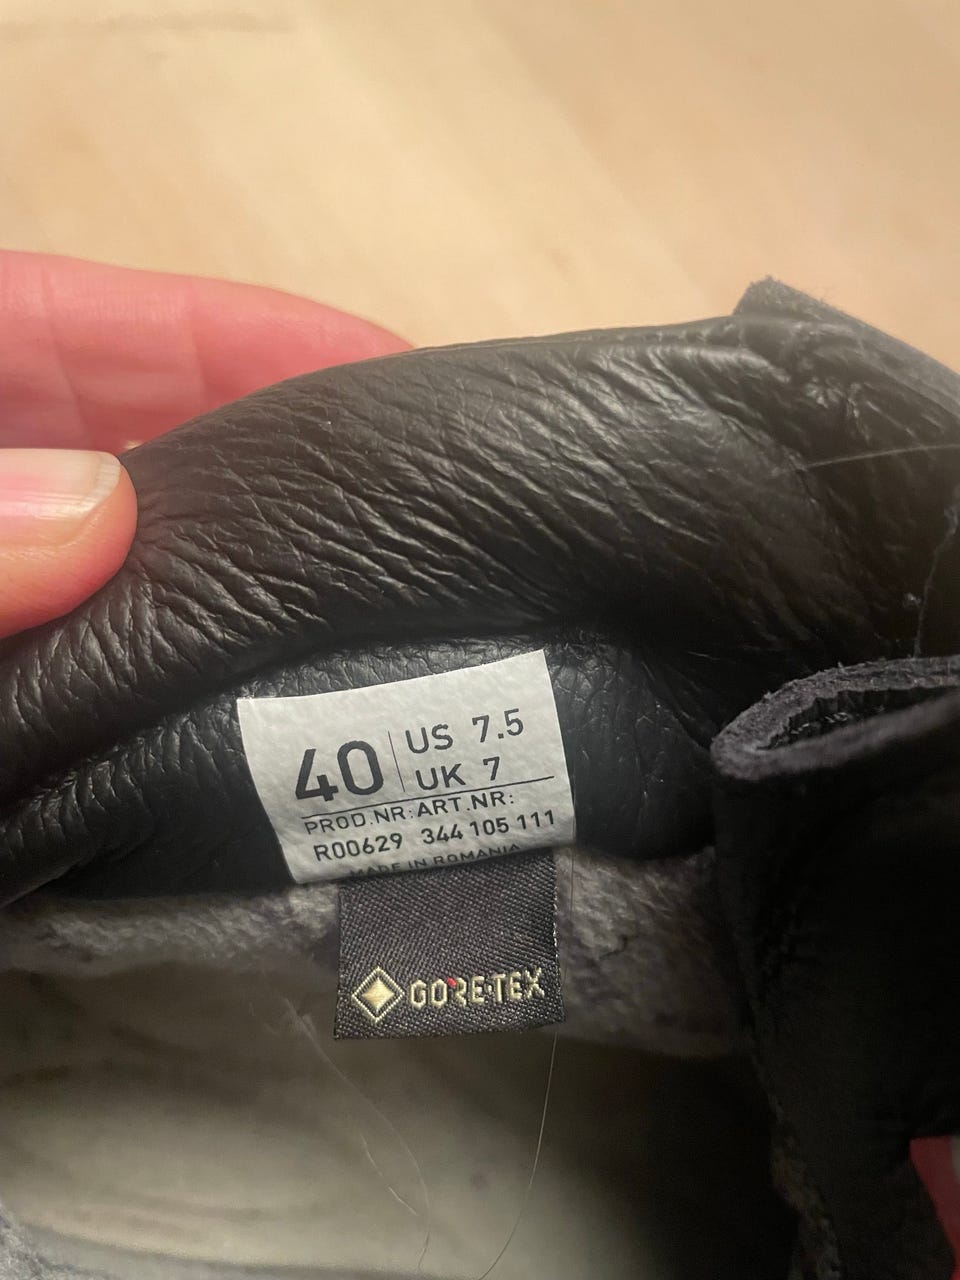 40 US 7.5
UK 7
PROD.NR: ART.NR:
R00629 344 105 111
MADE IN ROMANIA
GORE-TEX